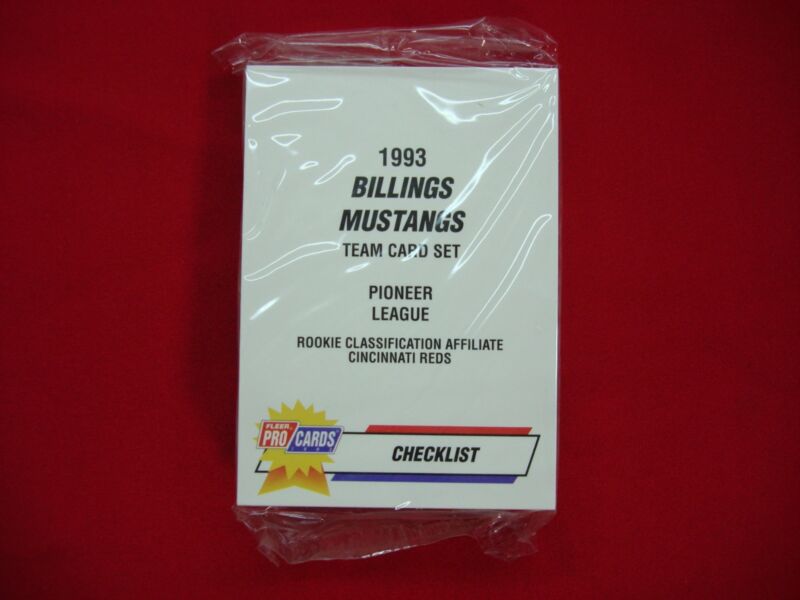 1993
BILLINGS
MUSTANGS
TEAM CARD SET
PIONEER
LEAGUE
ROOKIE CLASSIFICATION AFFILIATE
CINCINNATI REDS
FLEER
PRO CARDS
CHECKLIST